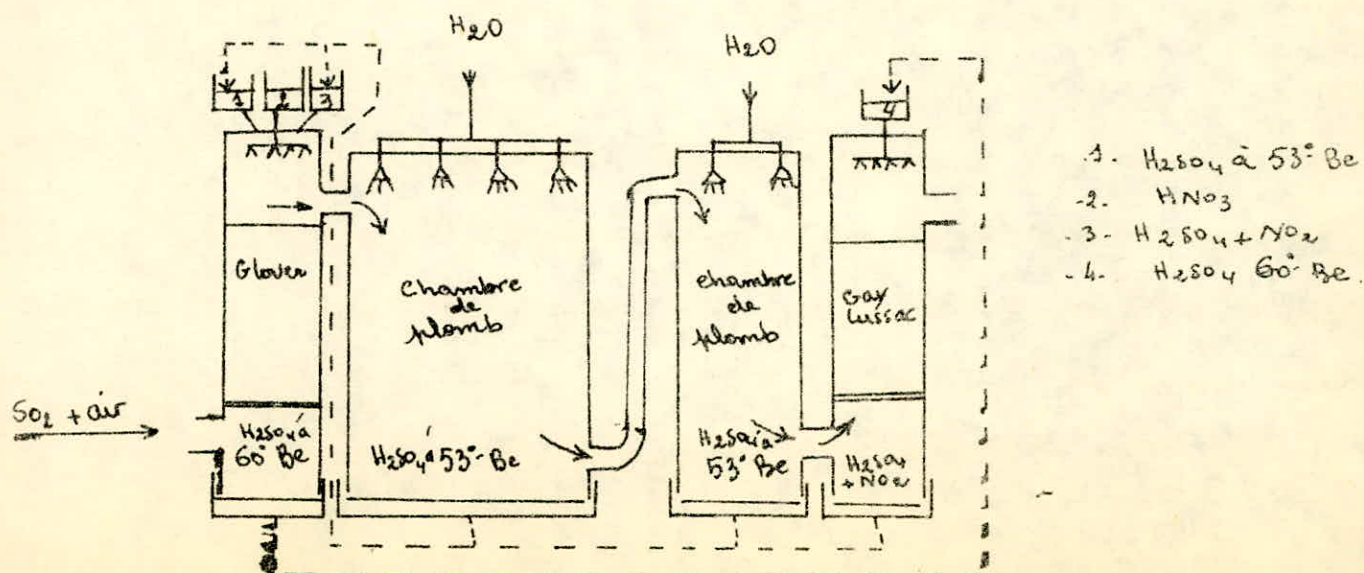 H2O
H2O
1
2
3
4
.1. H2SO4 à 53° Be
-2. HNO3
.3. H2SO4 + NO2
-4. H2SO4 60° Be.
Glover
chambre
de
plomb
chambre
de
plomb
Gay
Lussac
SO2 + air
H2SO4 à
60° Be
H2SO4 à 53° Be
H2SO4 à
53° Be
H2SO4
+ NO2